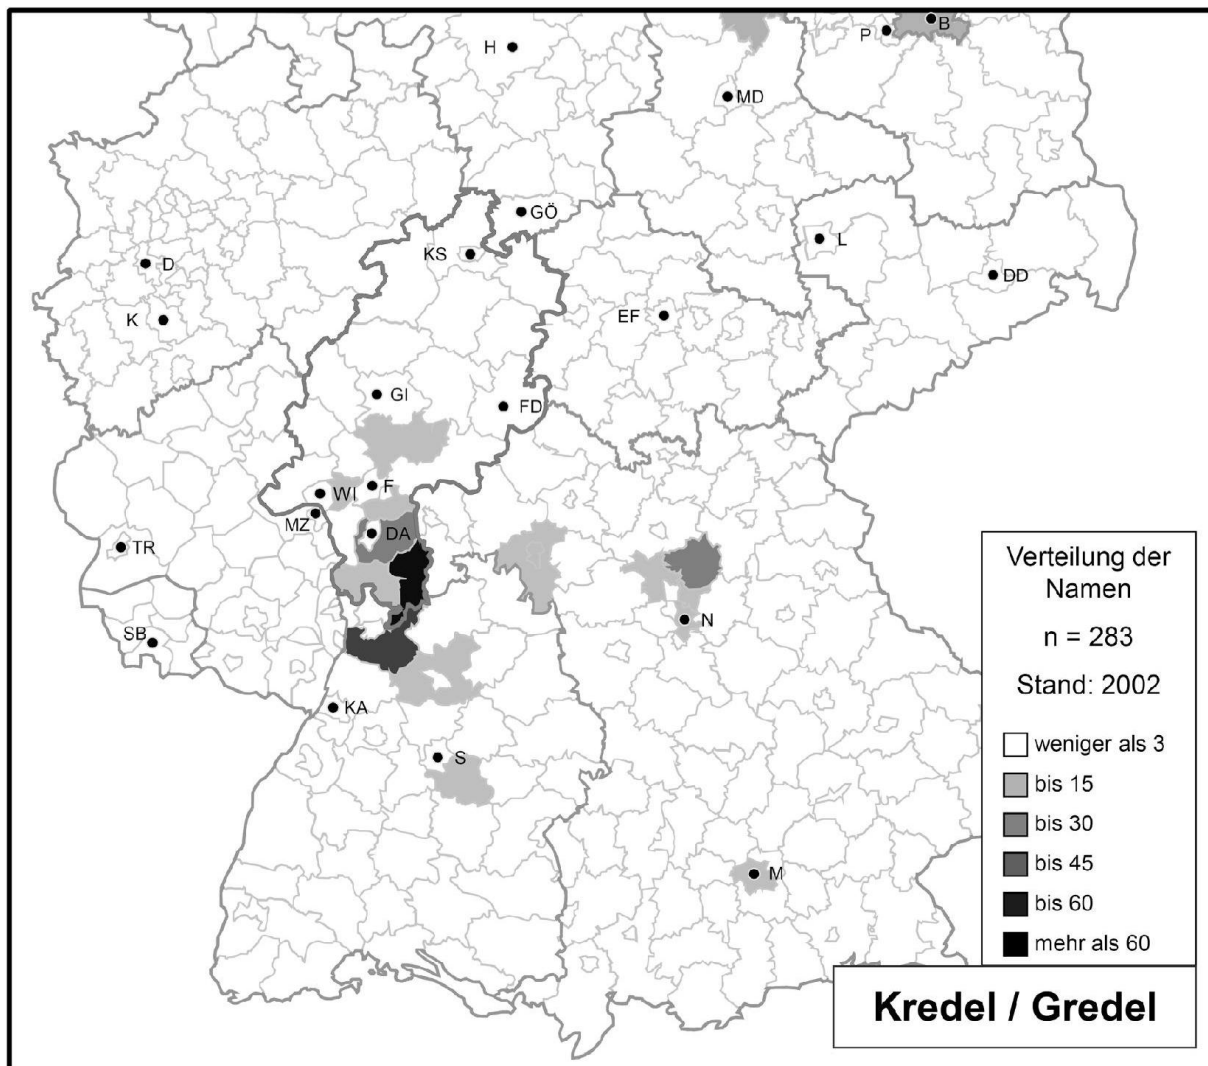 H
P
B
MD
GÖ
KS
L
D
DD
K
EF
GI
FD
WI
F
MZ
DA
TR
SB
N
KA
S
M
Verteilung der
Namen
n = 283
Stand: 2002
weniger als 3
bis 15
bis 30
bis 45
bis 60
mehr als 60
Kredel / Gredel